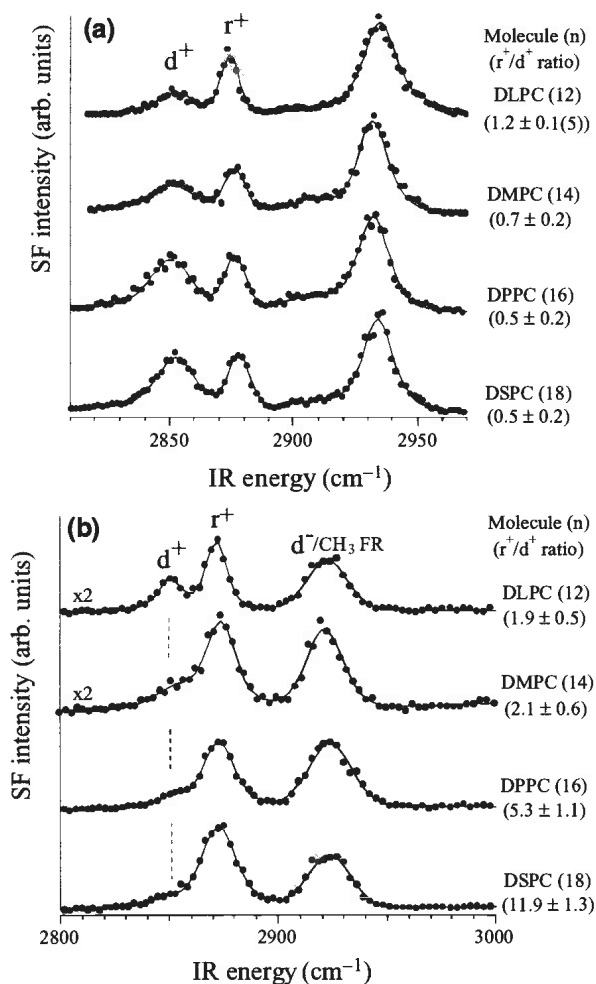 (a)
d⁺
r⁺
Molecule (n)
(r⁺/d⁺ ratio)
DLPC (12)
(1.2 ± 0.1(5))
DMPC (14)
(0.7 ± 0.2)
DPPC (16)
(0.5 ± 0.2)
DSPC (18)
(0.5 ± 0.2)
SF intensity (arb. units)
2850 2900 2950
IR energy (cm⁻¹)
(b)
d⁺
r⁺
d⁻/CH₃ FR
Molecule (n)
(r⁺/d⁺ ratio)
x2
DLPC (12)
(1.9 ± 0.5)
x2
DMPC (14)
(2.1 ± 0.6)
DPPC (16)
(5.3 ± 1.1)
DSPC (18)
(11.9 ± 1.3)
SF intensity (arb. units)
2800 2900 3000
IR energy (cm⁻¹)